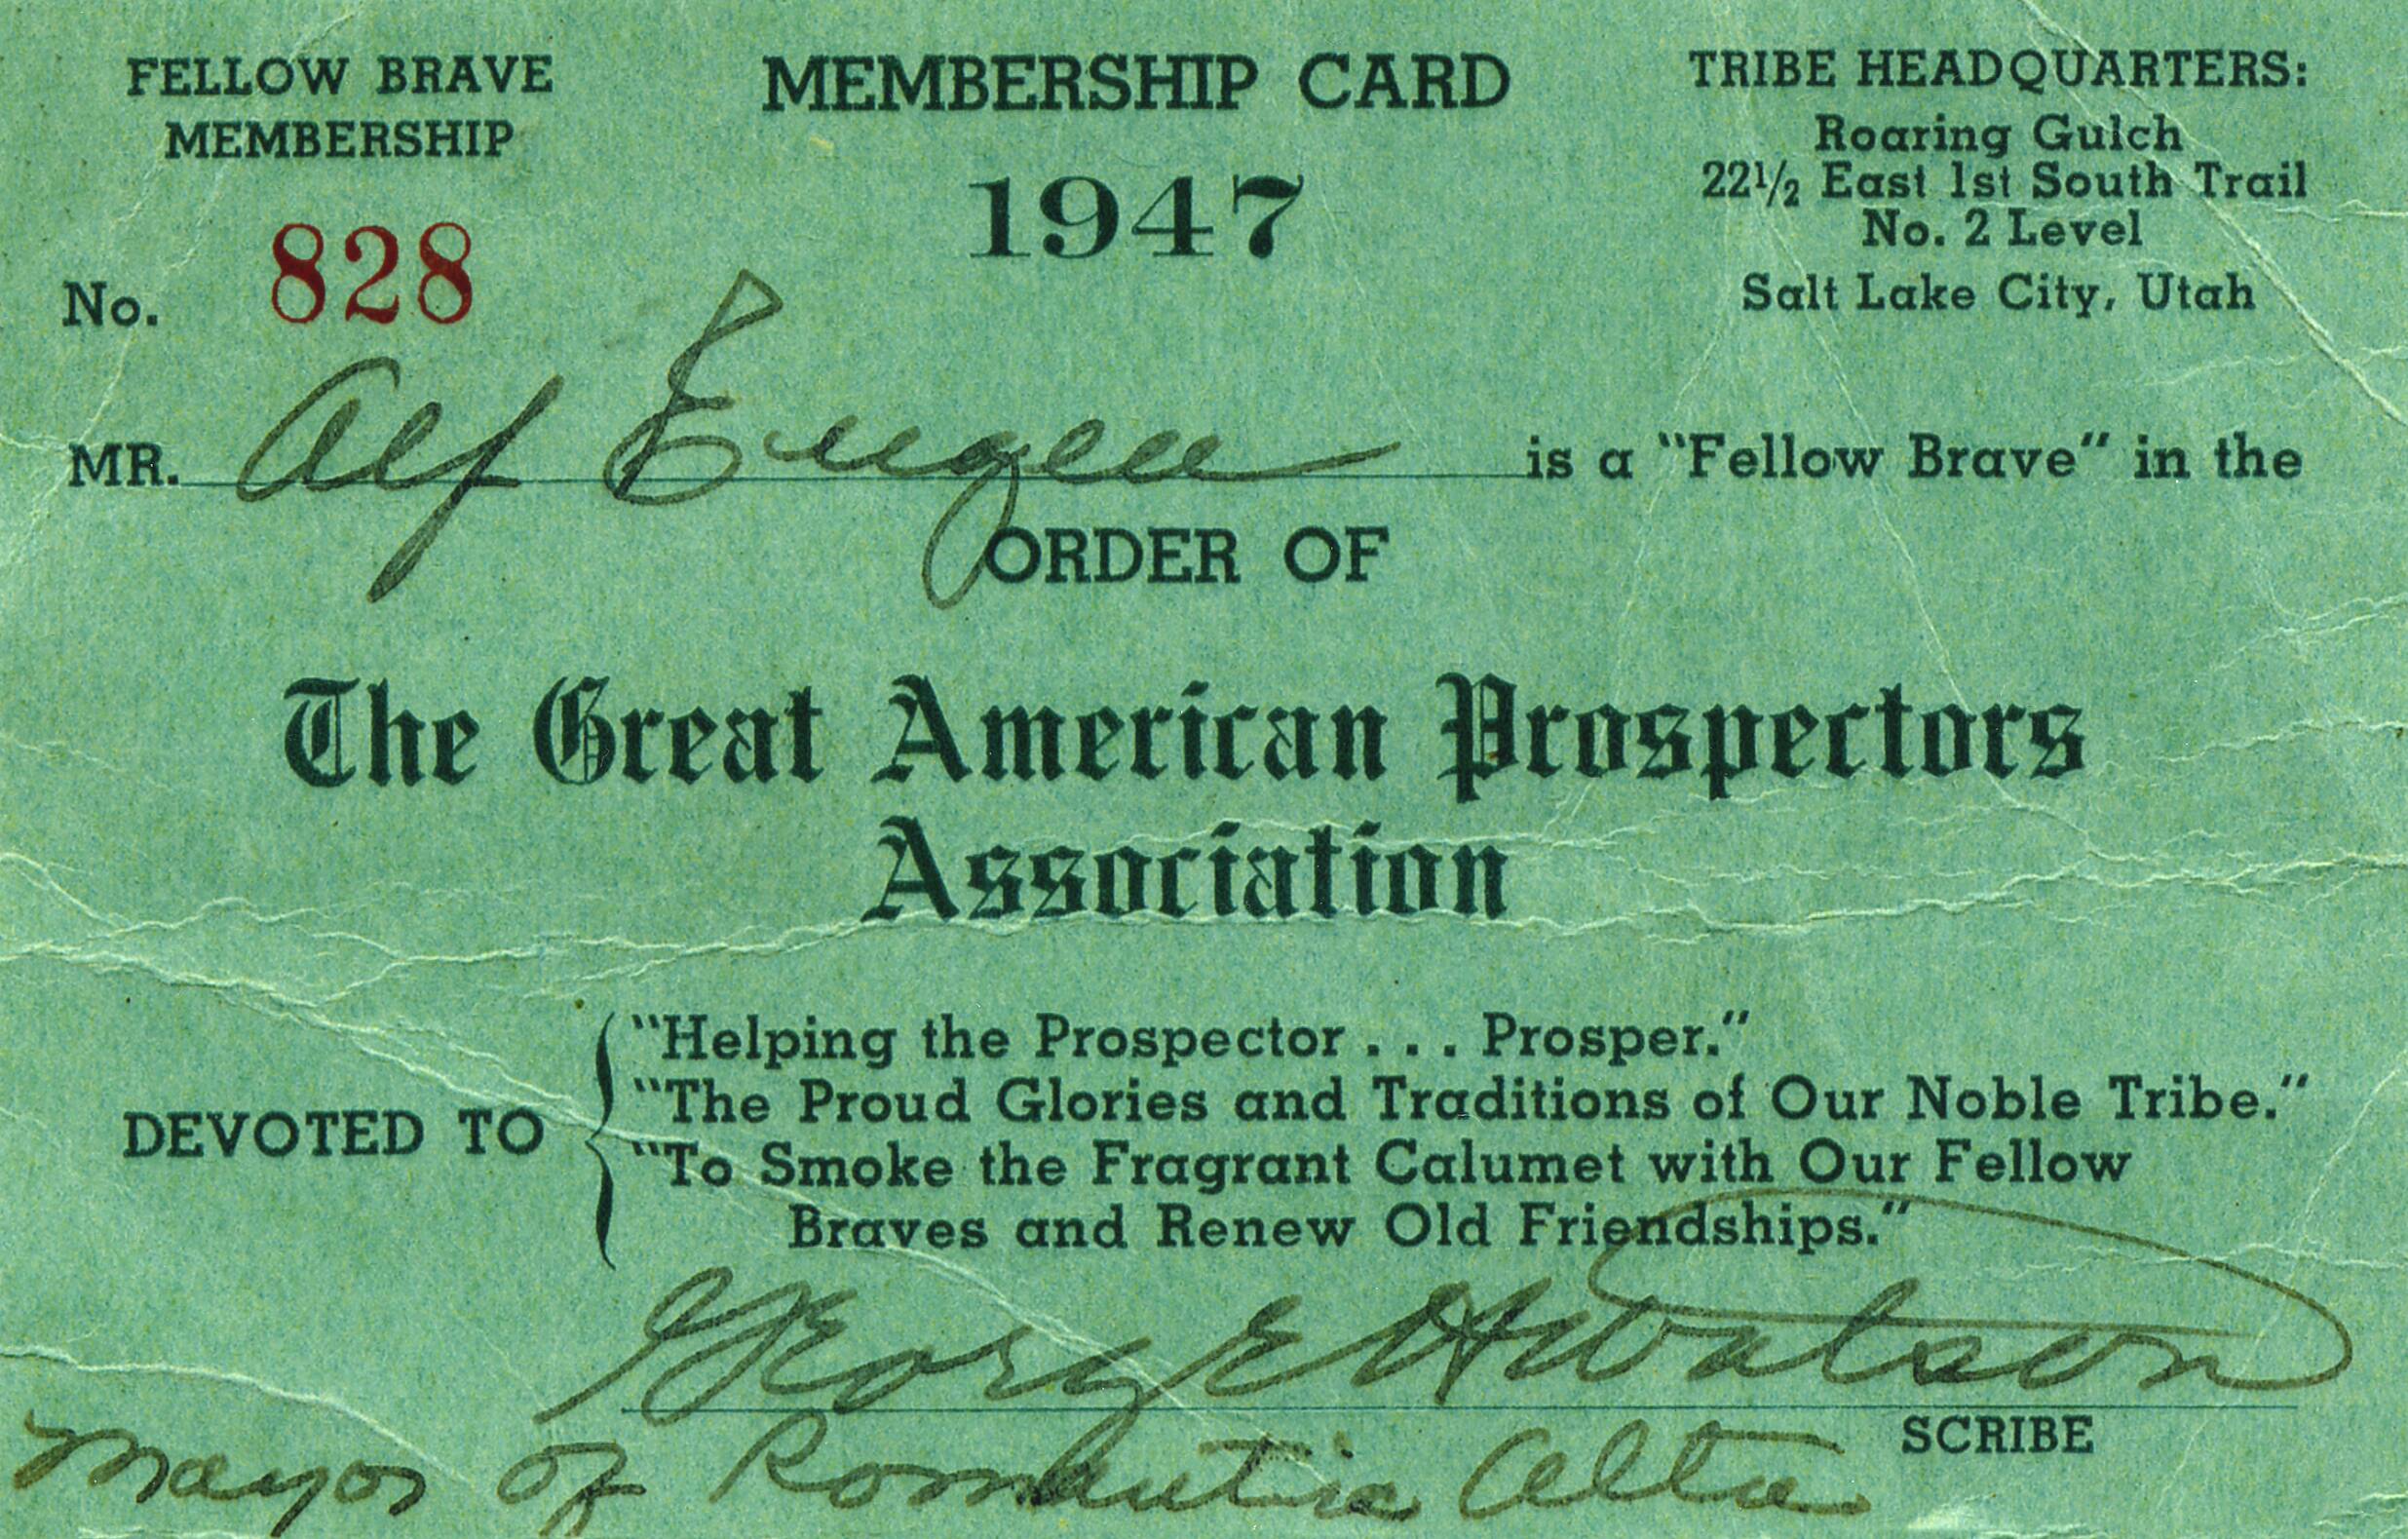 FELLOW BRAVE
MEMBERSHIP
No. 828
MEMBERSHIP CARD
1947
TRIBE HEADQUARTERS:
Roaring Gulch
22½ East 1st South Trail
No. 2 Level
Salt Lake City, Utah
MR. Alf Engen is a "Fellow Brave" in the
ORDER OF
The Great American Prospectors
Association
DEVOTED TO
"Helping the Prospector . . . Prosper."
"The Proud Glories and Traditions of Our Noble Tribe."
"To Smoke the Fragrant Calumet with Our Fellow
Braves and Renew Old Friendships."
George H Watson
SCRIBE
Mayor of Romantic Alta